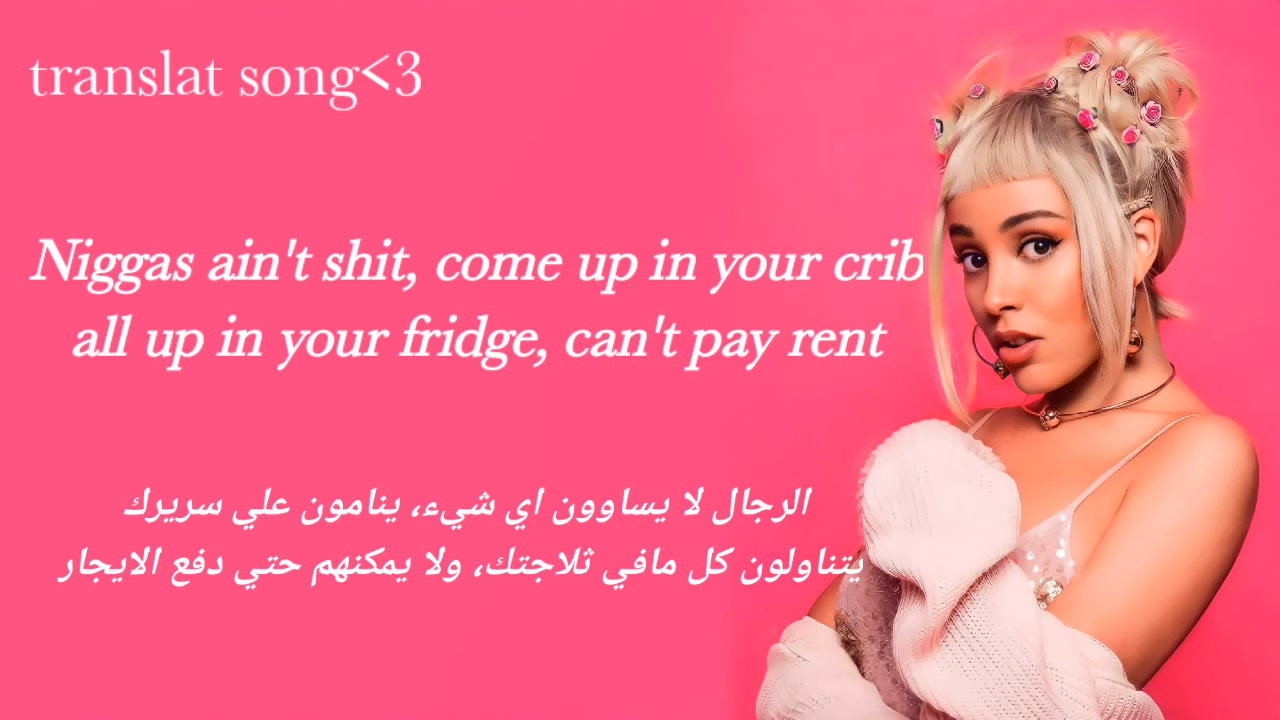 translat song<3
Niggas ain't shit, come up in your crib
all up in your fridge, can't pay rent
الرجال لا يساوون اي شيء، ينامون علي سريرك
يتناولون كل مافي ثلاجتك، ولا يمكنهم حتي دفع الايجار